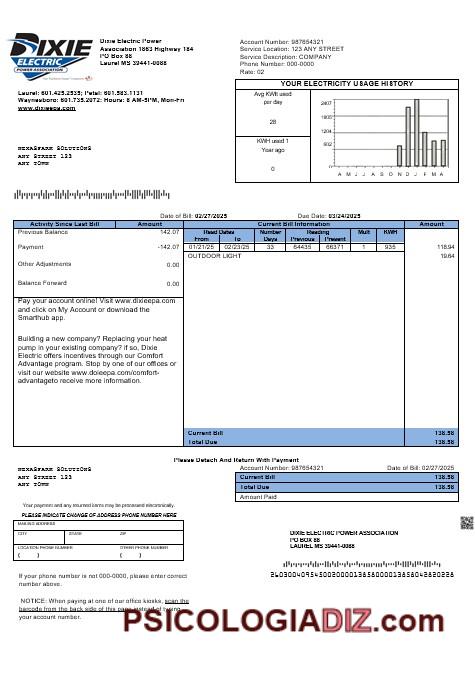 DIXIE
ELECTRIC
POWER ASSOCIATION
Dixie Electric Power
Association 1863 Highway 184
PO Box 88
Laurel MS 39441-0088
Account Number: 987654321
Service Location: 123 ANY STREET
Service Description: COMPANY
Phone Number: 000-0000
Rate: 02
Laurel: 601.425.2535; Petal: 601.583.1131
Waynesboro: 601.735.2072; Hours: 8 AM-5PM, Mon-Fri
www.dixieepa.com
YOUR ELECTRICITY USAGE HISTORY
Avg KWH used
per day
28
KWH used 1
Year ago
0
2407
1805
1204
602
A M J J A S O N D J F M A
NEXASPARK SOLUTIONS
ANY STREET 123
ANY TOWN
Date of Bill: 02/27/2025
Due Date: 03/24/2025
Activity Since Last Bill Amount
Current Bill Information Amount
Previous Balance 142.07
Payment -142.07
Other Adjustments 0.00
Balance Forward 0.00
Read Dates Number Reading Mult KWH
From To Days Previous Present
01/21/25 02/23/25 33 64435 66371 1 935 118.94
OUTDOOR LIGHT 19.64
Pay your account online! Visit www.dixieepa.com
and click on My Account or download the
Smarthub app.
Building a new company? Replacing your heat
pump in your existing company? if so, Dixie
Electric offers incentives through our Comfort
Advantage program. Stop by one of our offices or
visit our website www.doieepa.com/comfort-
advantageto receive more information.
Current Bill 138.58
Total Due 138.58
Please Detach And Return With Payment
NEXASPARK SOLUTIONS
ANY STREET 123
ANY TOWN
Account Number: 987654321 Date of Bill: 02/27/2025
Current Bill 138.58
Total Due 138.58
Amount Paid
Your payment and any returned items may be processed electronically.
PLEASE INDICATE CHANGE OF ADDRESS/PHONE NUMBER HERE
MAILING ADDRESS
CITY STATE ZIP
LOCATION PHONE NUMBER OTHER PHONE NUMBER
( ) ( )
DIXIE ELECTRIC POWER ASSOCIATION
PO BOX 88
LAUREL MS 39441-0088
If your phone number is not 000-0000, please enter correct
number above.
NOTICE: When paying at one of our office kiosks, scan the
barcode from the back side of this page instead of typing
your account number.
PSICOLOGIADIZ.com